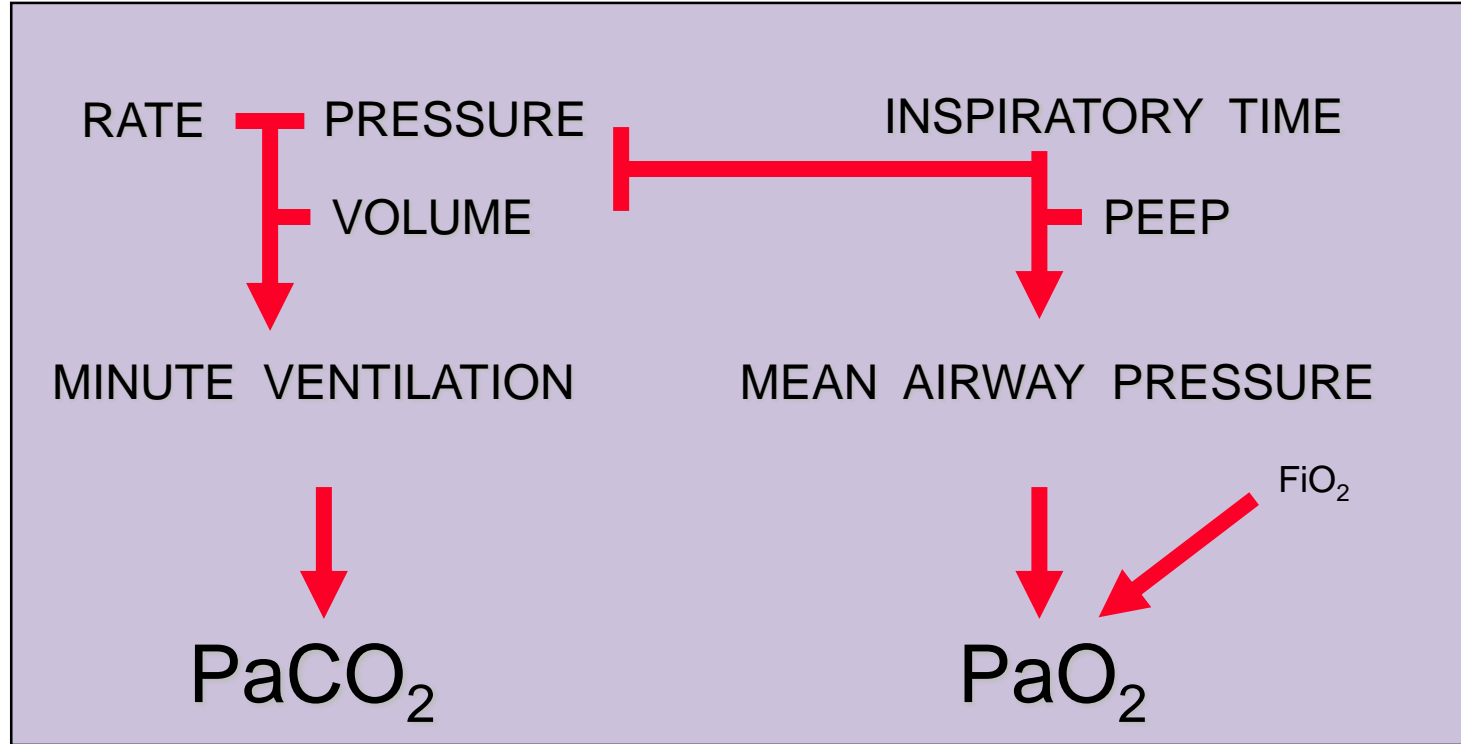 RATE PRESSURE INSPIRATORY TIME
VOLUME PEEP
MINUTE VENTILATION MEAN AIRWAY PRESSURE
FiO₂
PaCO₂ PaO₂